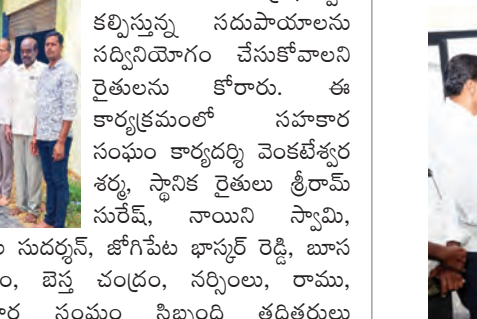 కల్పిస్తున్న సదుపాయాలను
సద్వినియోగం చేసుకోవాలని
రైతులను కోరారు. ఈ
కార్యక్రమంలో సహకార
సంఘం కార్యదర్శి వెంకటేశ్వర
శర్మ, స్థానిక రైతులు శ్రీరామ్
సురేష్, నాయిని స్వామి,
సుదర్శన్, జోగిపేట భాస్కర్ రెడ్డి, బూస
బెస్త చంద్రం, నర్సింలు, రాము,
సంఘం సిబ్బంది తదితరులు